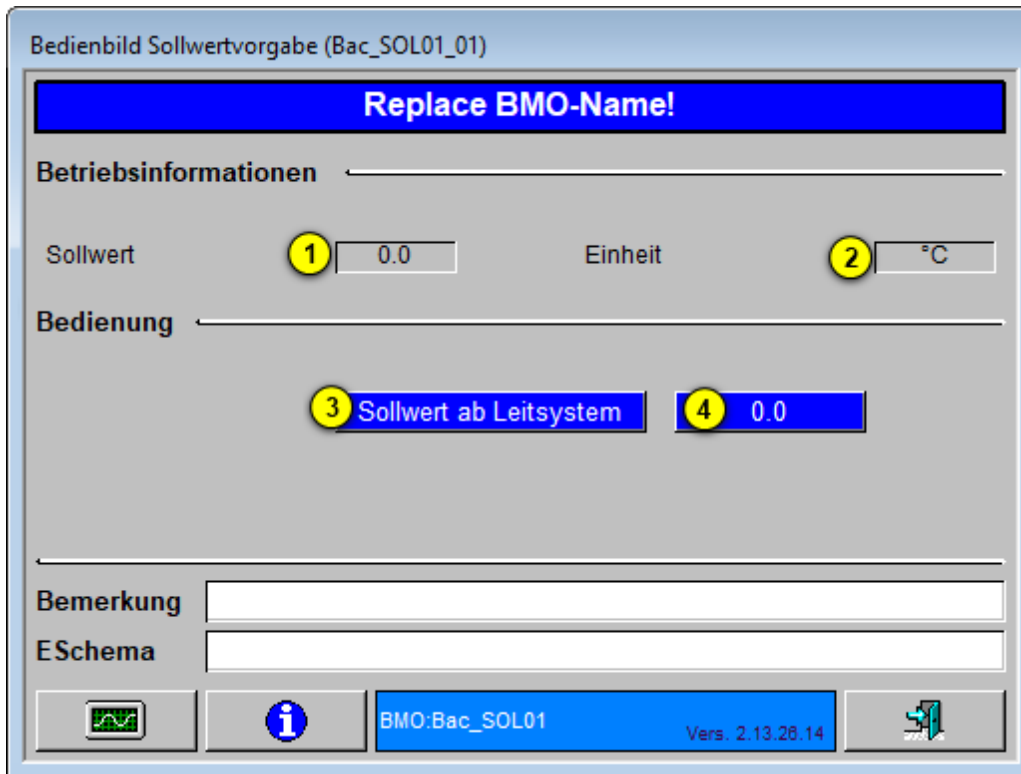 Bedienbild Sollwertvorgabe (Bac_SOL01_01)
Replace BMO-Name!
Betriebsinformationen
Sollwert 1 0.0 Einheit 2 °C
Bedienung
3 Sollwert ab Leitsystem 4 0.0
Bemerkung
ESchema
i BMO:Bac_SOL01 Vers. 2.13.26.14